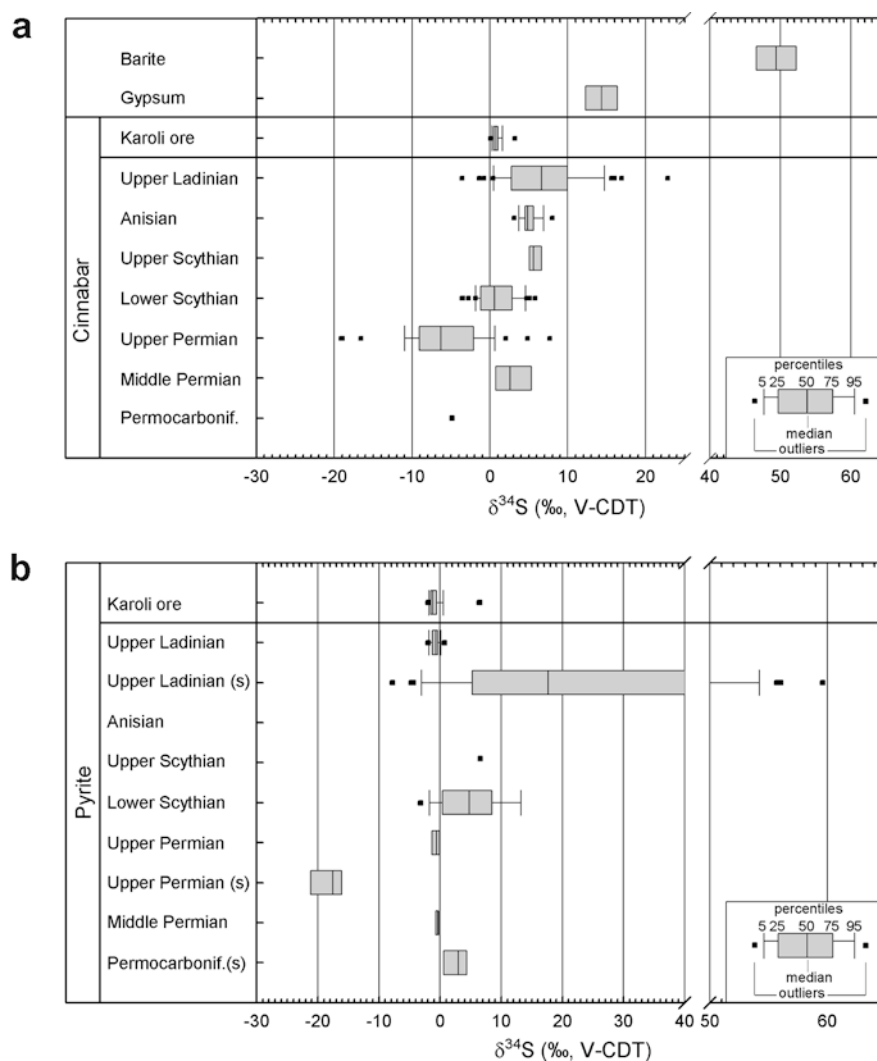 a
Barite
Gypsum
Cinnabar
Karoli ore
Upper Ladinian
Anisian
Upper Scythian
Lower Scythian
Upper Permian
Middle Permian
Permocarbonif.
percentiles
5 25 50 75 95
median
outliers
-30 -20 -10 0 10 20 40 50 60
δ³⁴S (‰, V-CDT)
b
Pyrite
Karoli ore
Upper Ladinian
Upper Ladinian (s)
Anisian
Upper Scythian
Lower Scythian
Upper Permian
Upper Permian (s)
Middle Permian
Permocarbonif.(s)
percentiles
5 25 50 75 95
median
outliers
-30 -20 -10 0 10 20 30 40 50 60
δ³⁴S (‰, V-CDT)